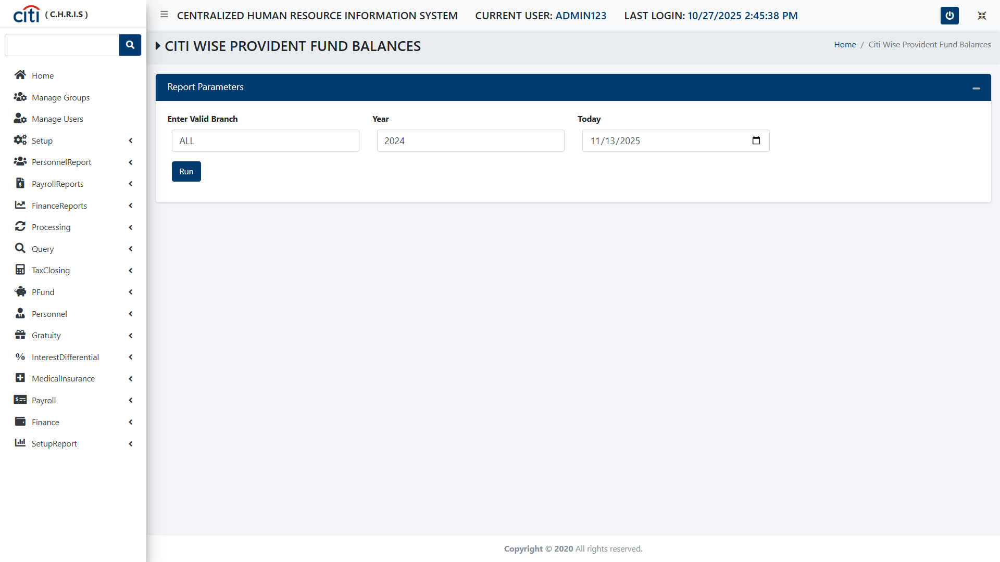 citi ( C.H.R.I.S )
CENTRALIZED HUMAN RESOURCE INFORMATION SYSTEM CURRENT USER: ADMIN123 LAST LOGIN: 10/27/2025 2:45:38 PM
CITI WISE PROVIDENT FUND BALANCES
Home / Citi Wise Provident Fund Balances
Home
Manage Groups
Manage Users
Setup
PersonnelReport
PayrollReports
FinanceReports
Processing
Query
TaxClosing
PFund
Personnel
Gratuity
% InterestDifferential
MedicalInsurance
Payroll
Finance
SetupReport
Report Parameters
Enter Valid Branch Year Today
ALL 2024 11/13/2025
Run
Copyright © 2020 All rights reserved.